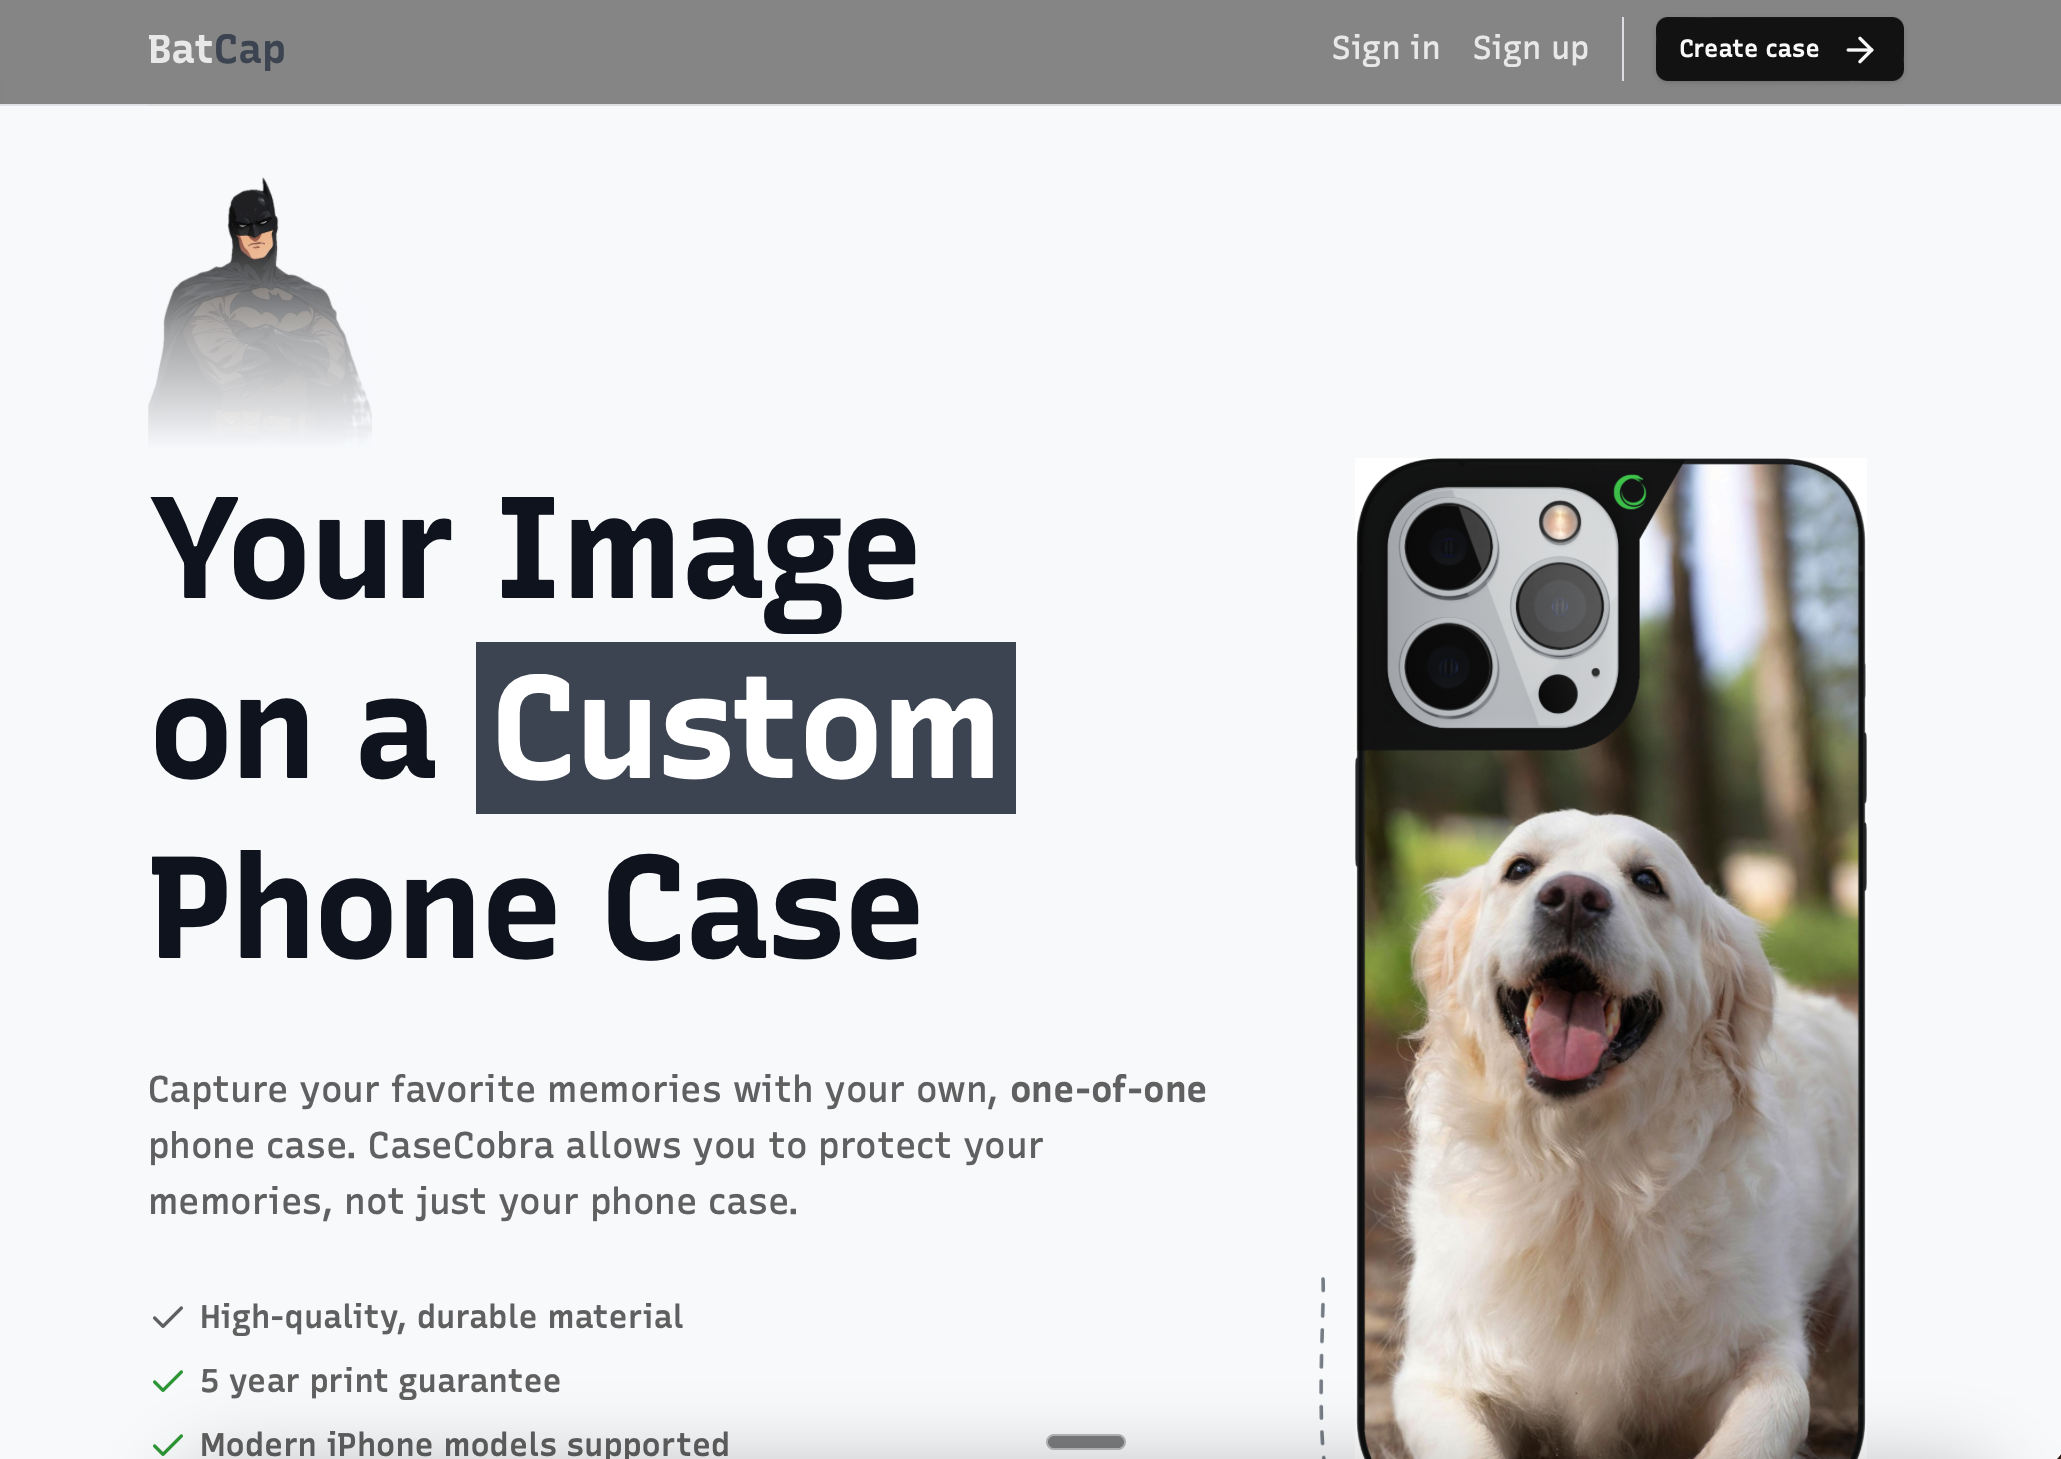 BatCap
Sign in Sign up Create case
Your Image
on a Custom
Phone Case
Capture your favorite memories with your own, one-of-one
phone case. CaseCobra allows you to protect your
memories, not just your phone case.
High-quality, durable material
5 year print guarantee
Modern iPhone models supported